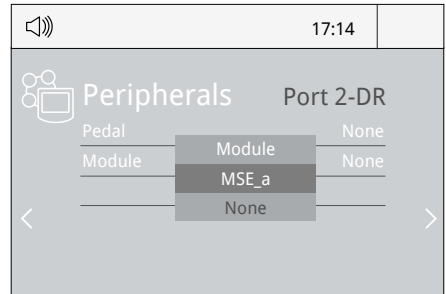 17:14
Peripherals Port 2-DR
Pedal None
Module
Module None
MSE_a
None